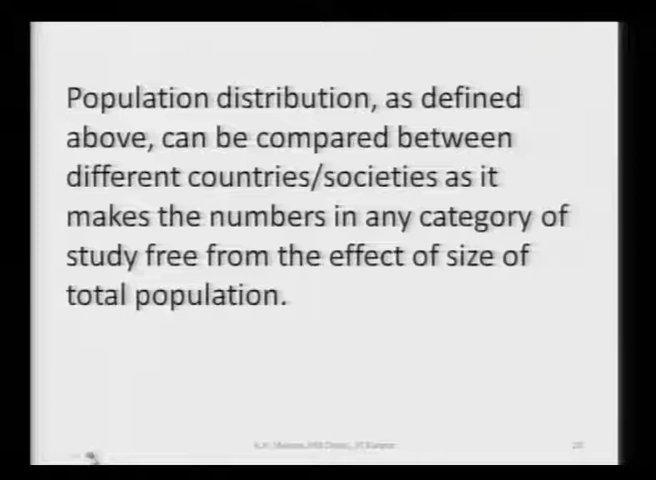 Population distribution, as defined
above, can be compared between
different countries/societies as it
makes the numbers in any category of
study free from the effect of size of
total population.